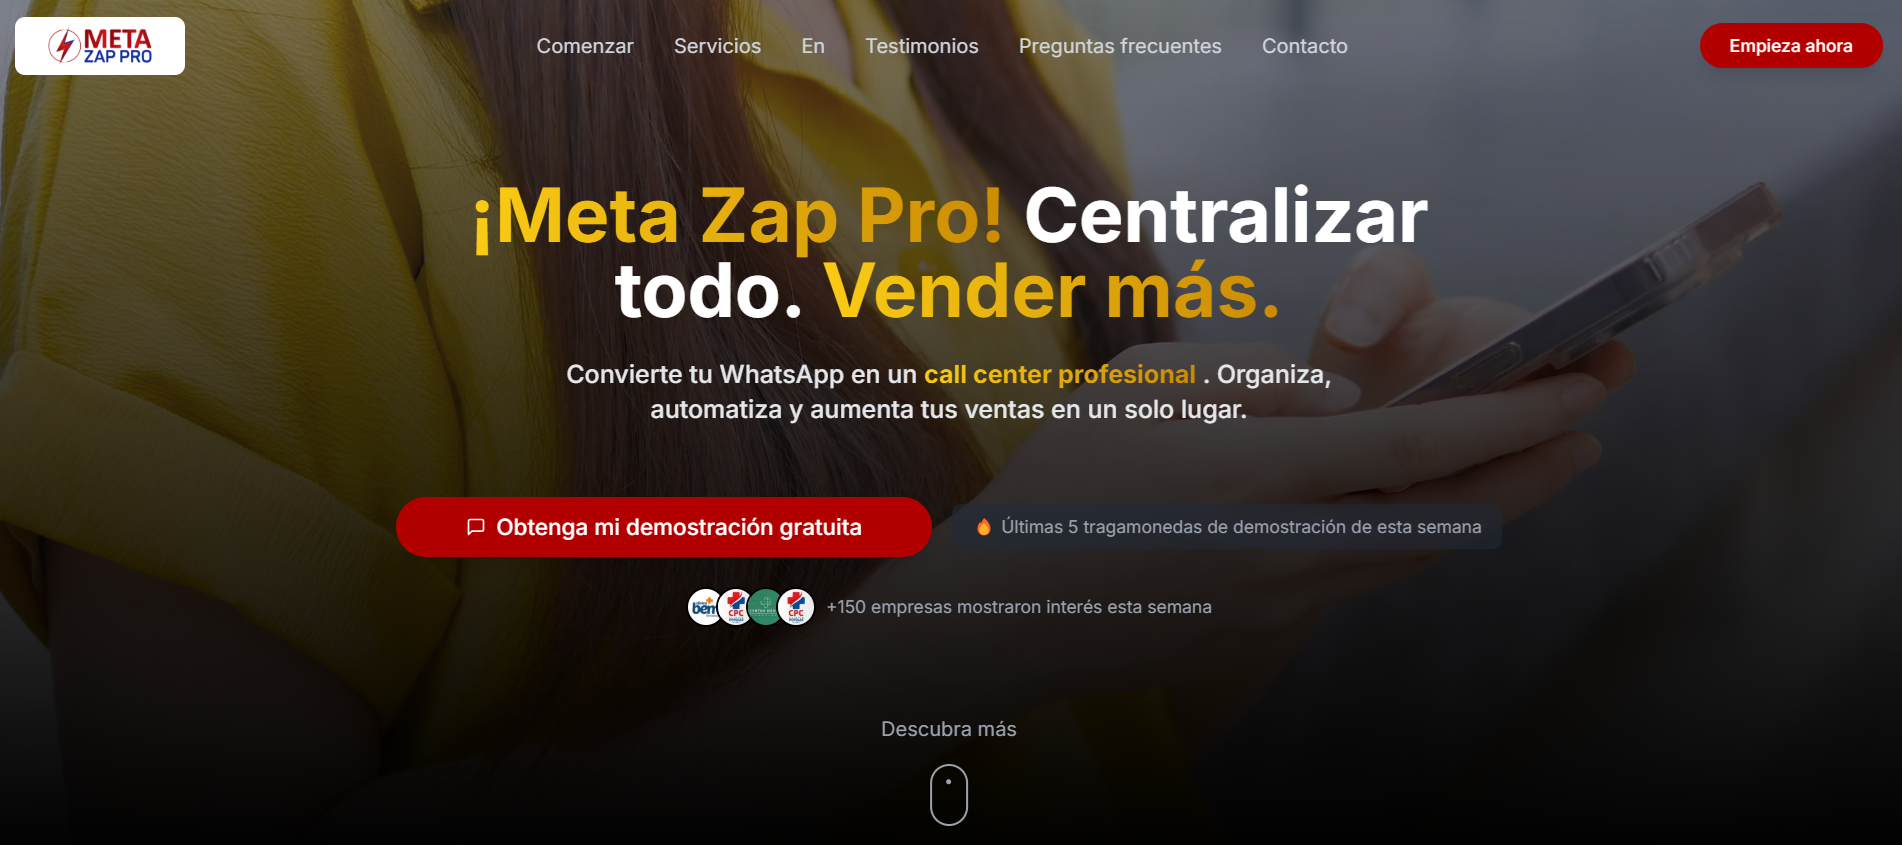 META
ZAP PRO
Comenzar
Servicios
En
Testimonios
Preguntas frecuentes
Contacto
Empieza ahora
¡Meta Zap Pro! Centralizar
todo. Vender más.
Convierte tu WhatsApp en un call center profesional . Organiza,
automatiza y aumenta tus ventas en un solo lugar.
Obtenga mi demostración gratuita
🔥 Últimas 5 tragamonedas de demostración de esta semana
bem
CPC
CPC
+150 empresas mostraron interés esta semana
Descubra más